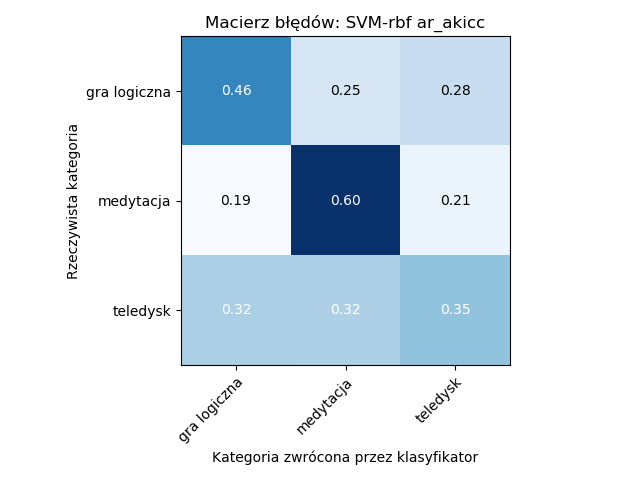 Macierz błędów: SVM-rbf ar_akicc
gra logiczna
0.46
0.25
0.28
medytacja
0.19
0.60
0.21
teledysk
0.32
0.32
0.35
Rzeczywista kategoria
gra logiczna
medytacja
teledysk
Kategoria zwrócona przez klasyfikator